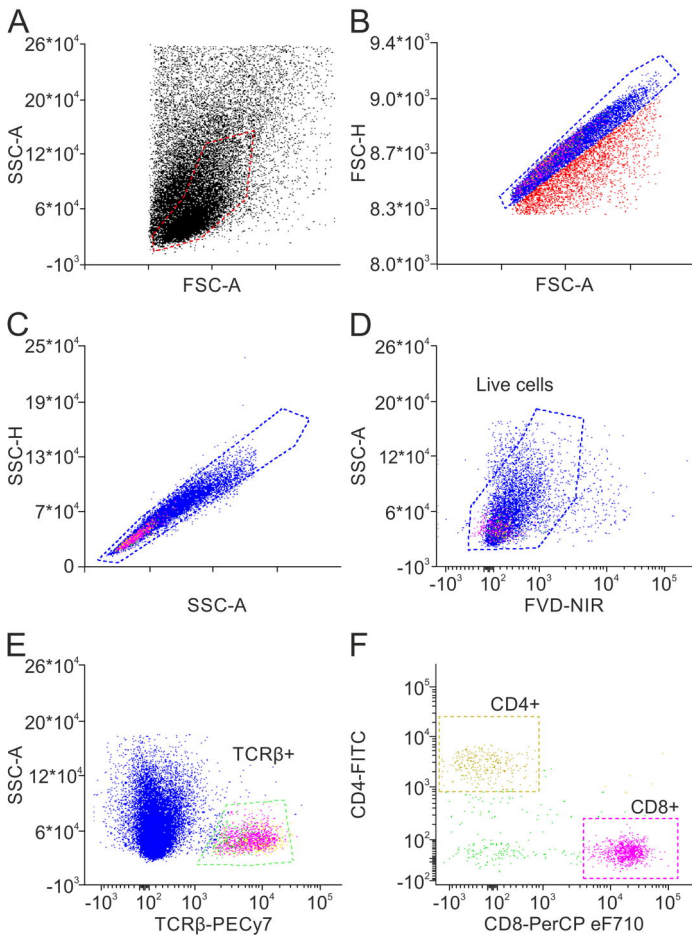 A
26*10⁴
20*10⁴
12*10⁴
6*10⁴
-10³
SSC-A
FSC-A
B
9.4*10³
9.0*10³
8.7*10³
8.3*10³
8.0*10³
FSC-H
FSC-A
C
25*10⁴
19*10⁴
13*10⁴
7*10⁴
0
SSC-H
SSC-A
D
26*10⁴
20*10⁴
12*10⁴
6*10⁴
-10³
SSC-A
Live cells
-10³ 10² 10³ 10⁴ 10⁵
FVD-NIR
E
26*10⁴
20*10⁴
12*10⁴
6*10⁴
-10³
SSC-A
TCRβ+
-10³ 10² 10³ 10⁴ 10⁵
TCRβ-PECy7
F
10⁵
10⁴
10³
10²
-10²
CD4-FITC
CD4+
CD8+
-10³ 10² 10³ 10⁴ 10⁵
CD8-PerCP eF710